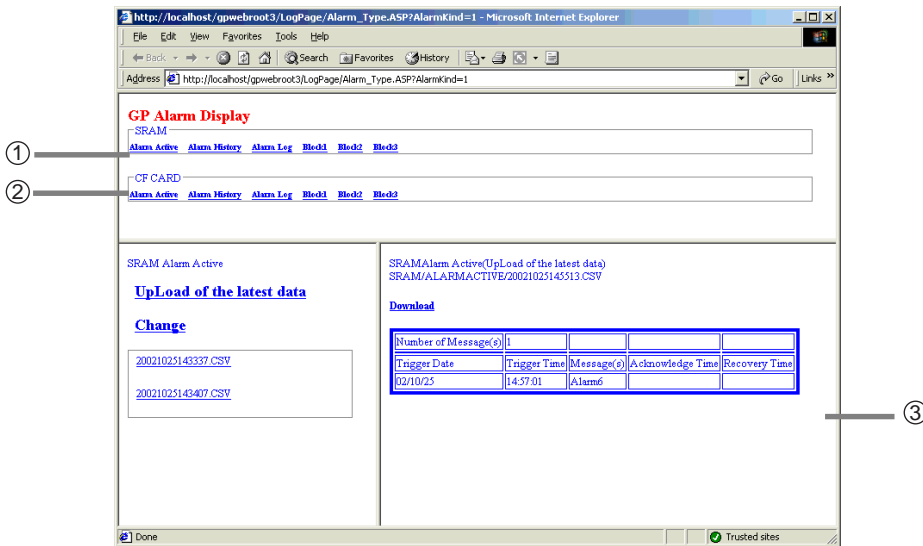 http://localhost/gpwebroot3/LogPage/Alarm_Type.ASP?AlarmKind=1 - Microsoft Internet Explorer
File Edit View Favorites Tools Help
Back Search Favorites History
Address http://localhost/gpwebroot3/LogPage/Alarm_Type.ASP?AlarmKind=1 Go Links »
GP Alarm Display
SRAM
① Alarm Active Alarm History Alarm Log Block1 Block2 Block3
CF CARD
② Alarm Active Alarm History Alarm Log Block1 Block2 Block3
SRAM Alarm Active
UpLoad of the latest data
Change
20021025143337.CSV
20021025143407.CSV
SRAMAlarm Active(UpLoad of the latest data)
SRAM/ALARMACTIVE/20021025145513.CSV
Download
Number of Message(s) 1
Trigger Date Trigger Time Message(s) Acknowledge Time Recovery Time
02/10/25 14:57:01 Alarm6
③
Done Trusted sites